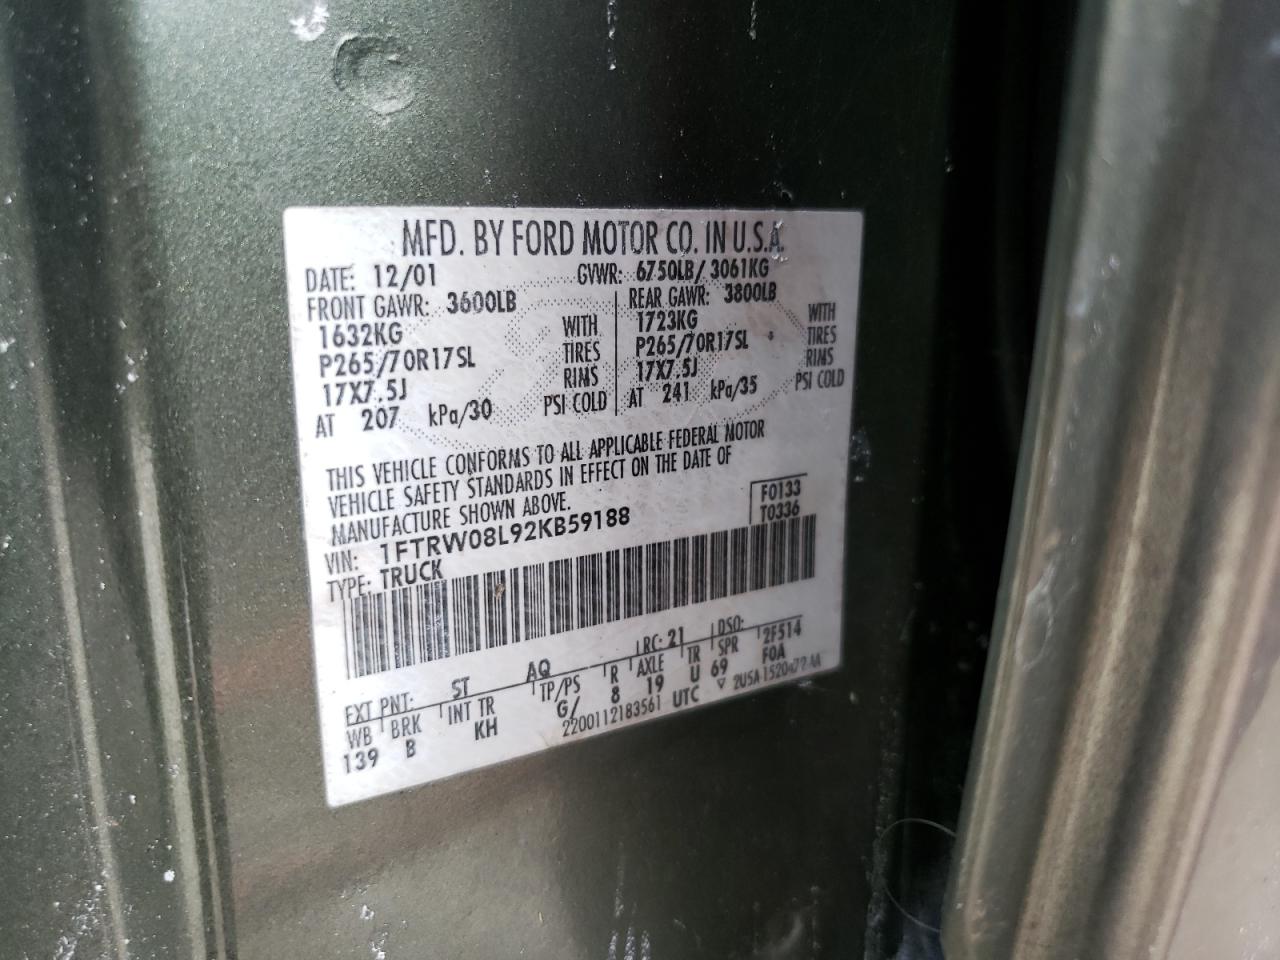 MFD. BY FORD MOTOR CO. IN U.S.A.
DATE: 12/01 GVWR: 6750LB/ 3061KG
FRONT GAWR: 3600LB REAR GAWR: 3800LB
1632KG WITH 1723KG WITH
P265/70R17SL TIRES P265/70R17SL TIRES
17X7.5J RIMS 17X7.5J RIMS
AT 207 kPa/30 PSI COLD AT 241 kPa/35 PSI COLD
THIS VEHICLE CONFORMS TO ALL APPLICABLE FEDERAL MOTOR
VEHICLE SAFETY STANDARDS IN EFFECT ON THE DATE OF
MANUFACTURE SHOWN ABOVE.
F0133
VIN: 1FTRW08L92KB59188 T0336
TYPE: TRUCK
EXT PNT: ST AQ RC: 21 DSO:
WB BRK INT TR TP/PS R AXLE TR SPR 2F514
139 B KH G/ 8 19 U 69 F0A
2200112183561 UTC ▽ 2USA